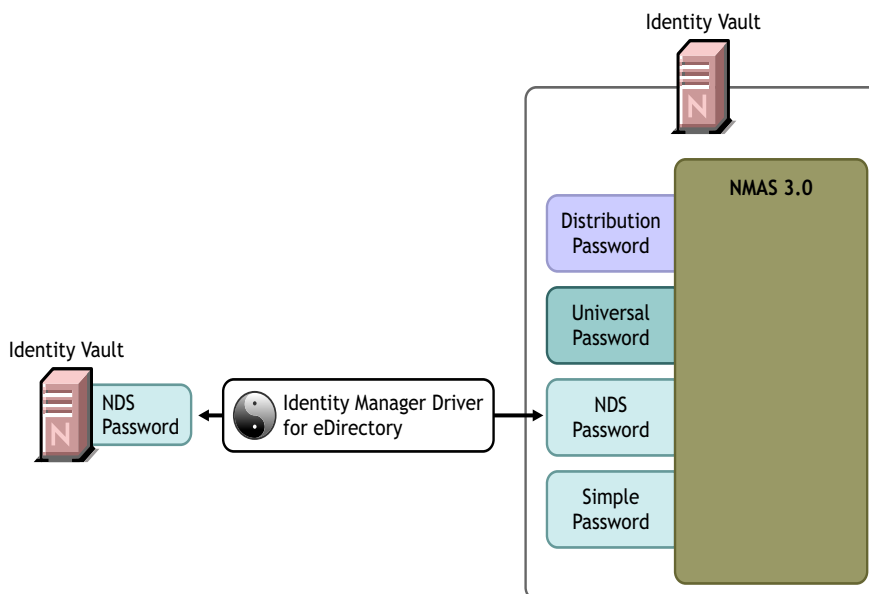 Identity Vault
N
NMAS 3.0
Distribution
Password
Universal
Password
Identity Vault
N
NDS
Password
Identity Manager Driver
for eDirectory
NDS
Password
Simple
Password